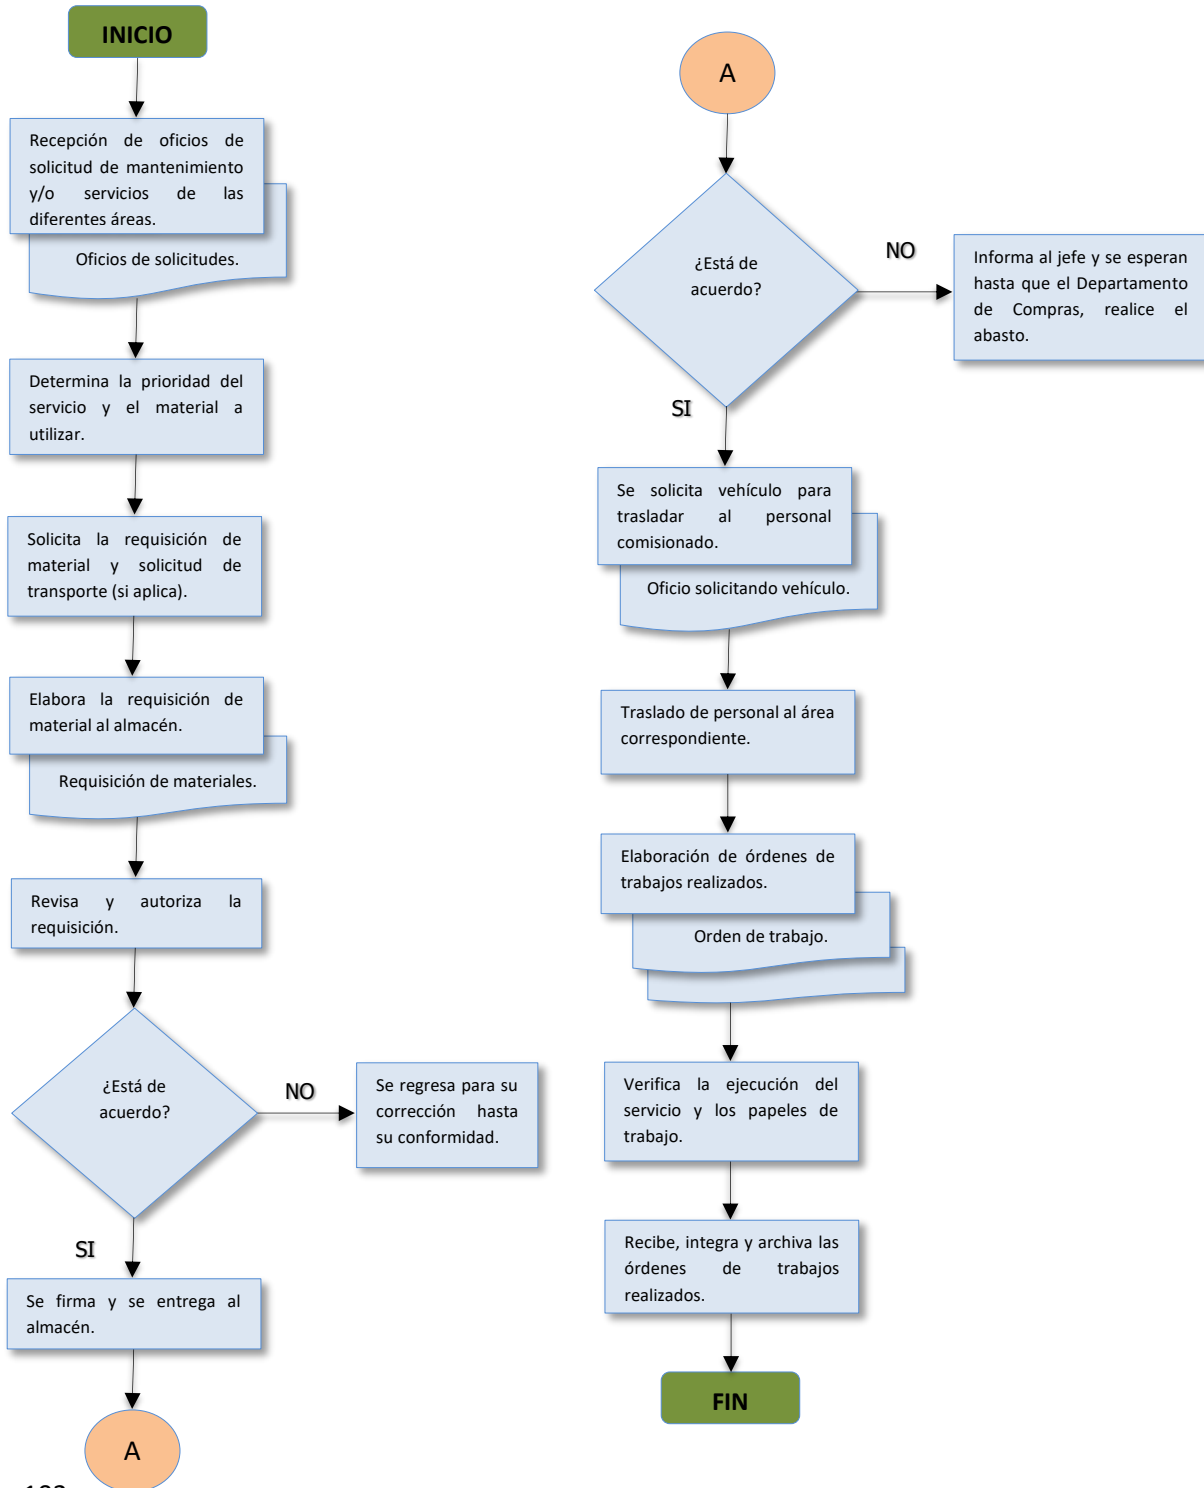 INICIO
Recepción de oficios de
solicitud de mantenimiento
y/o servicios de las
diferentes áreas.
Oficios de solicitudes.
Determina la prioridad del
servicio y el material a
utilizar.
Solicita la requisición de
material y solicitud de
transporte (si aplica).
Elabora la requisición de
material al almacén.
Requisición de materiales.
Revisa y autoriza la
requisición.
¿Está de
acuerdo?
NO
Se regresa para su
corrección hasta
su conformidad.
SI
Se firma y se entrega al
almacén.
A
A
¿Está de
acuerdo?
NO
Informa al jefe y se esperan
hasta que el Departamento
de Compras, realice el
abasto.
SI
Se solicita vehículo para
trasladar al personal
comisionado.
Oficio solicitando vehículo.
Traslado de personal al área
correspondiente.
Elaboración de órdenes de
trabajos realizados.
Orden de trabajo.
Verifica la ejecución del
servicio y los papeles de
trabajo.
Recibe, integra y archiva las
órdenes de trabajos
realizados.
FIN